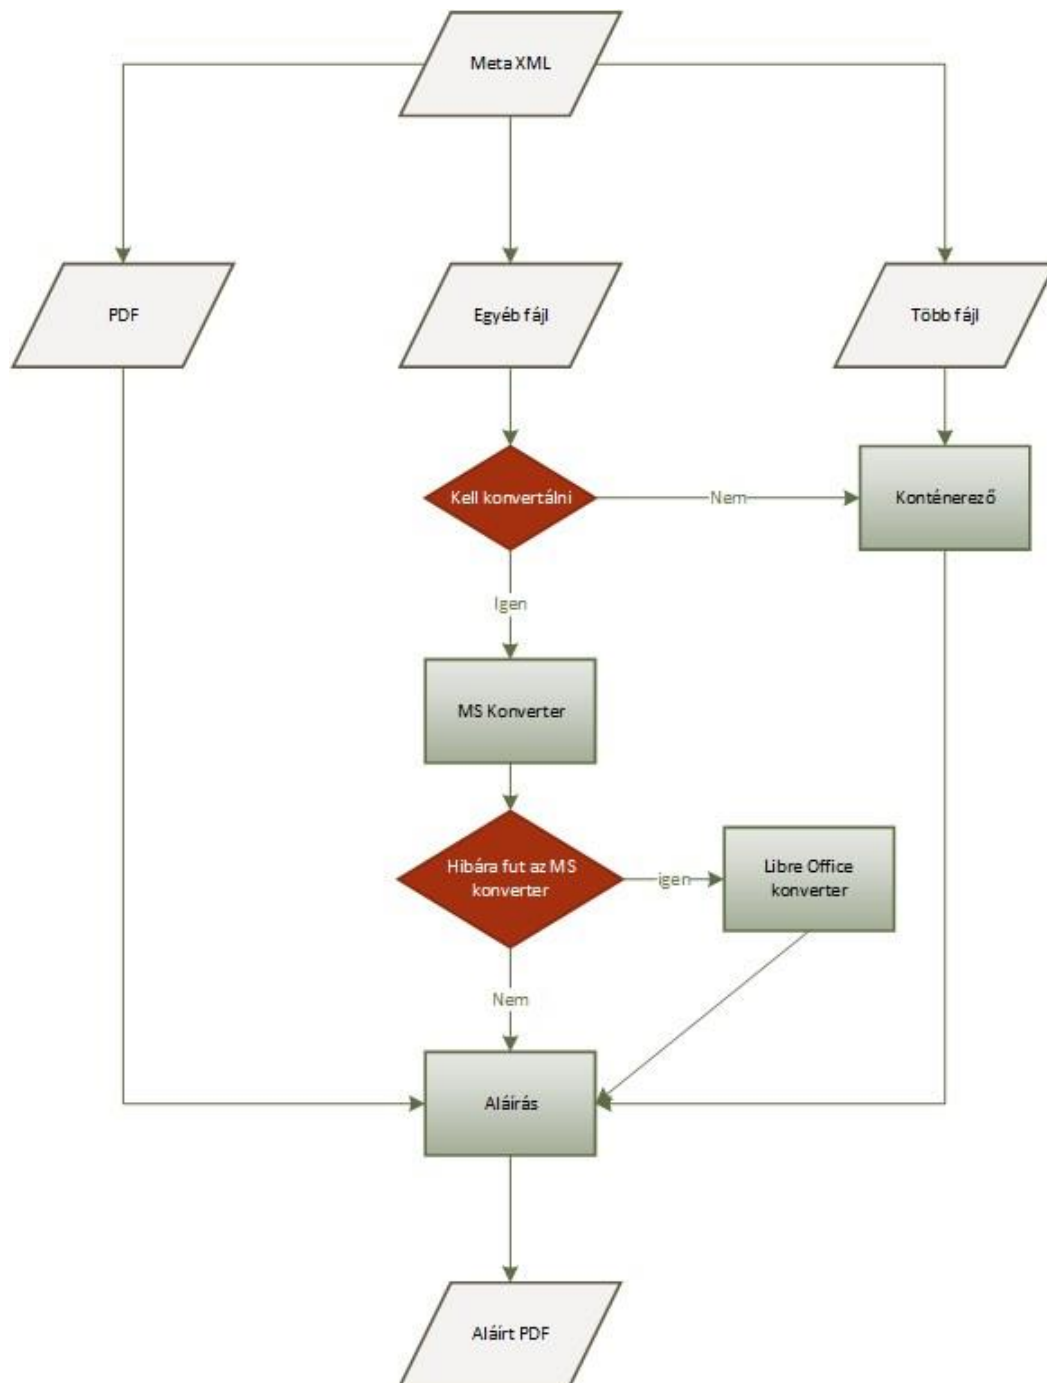 Meta XML
PDF
Egyéb fájl
Több fájl
Kell konvertálni
Nem
Konténerező
Igen
MS Konverter
Hibára fut az MS
konverter
igen
Libre Office
konverter
Nem
Aláírás
Aláírt PDF